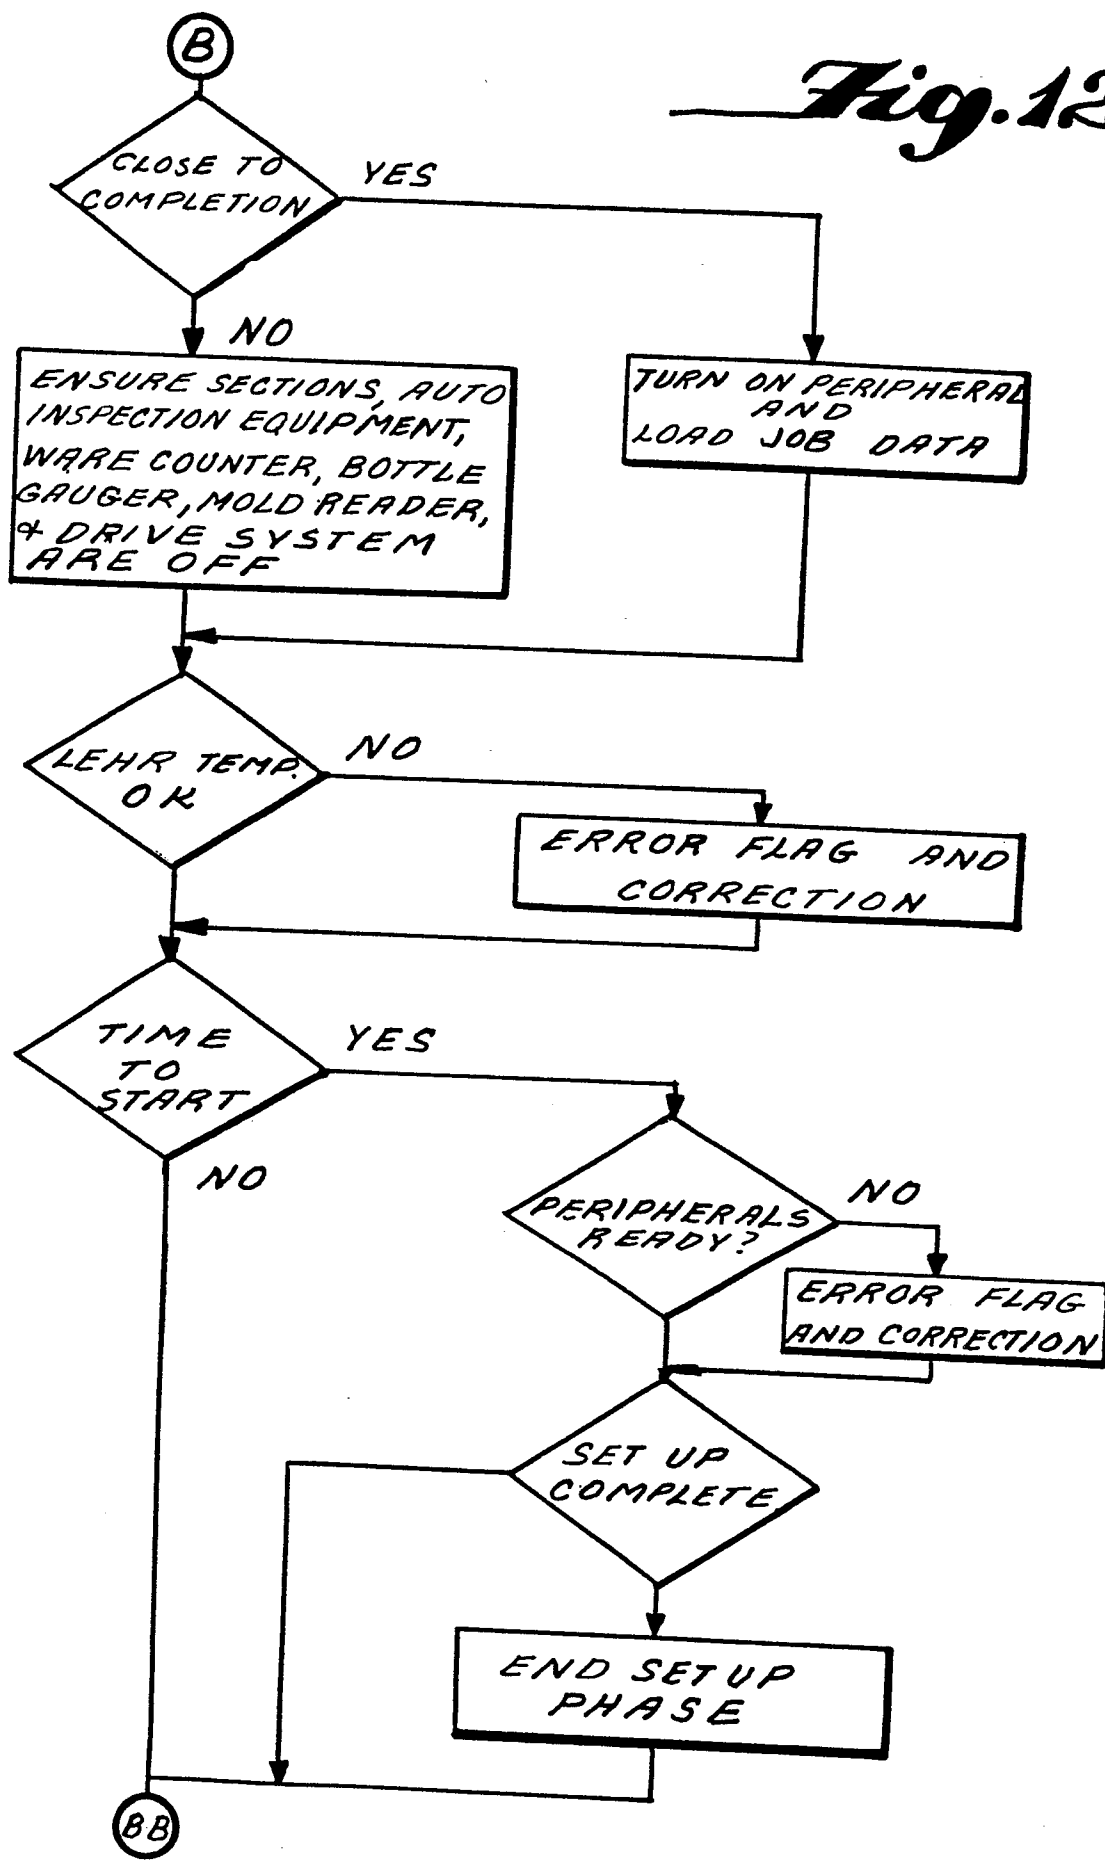 B
Fig. 12
CLOSE TO
COMPLETION
YES
NO
ENSURE SECTIONS, AUTO
INSPECTION EQUIPMENT,
WARE COUNTER, BOTTLE
GAUGER, MOLD READER,
& DRIVE SYSTEM
ARE OFF
TURN ON PERIPHERAL
AND
LOAD JOB DATA
LEHR TEMP.
OK
NO
ERROR FLAG AND
CORRECTION
TIME
TO
START
YES
NO
PERIPHERALS
READY?
NO
ERROR FLAG
AND CORRECTION
SET UP
COMPLETE
END SET UP
PHASE
BB